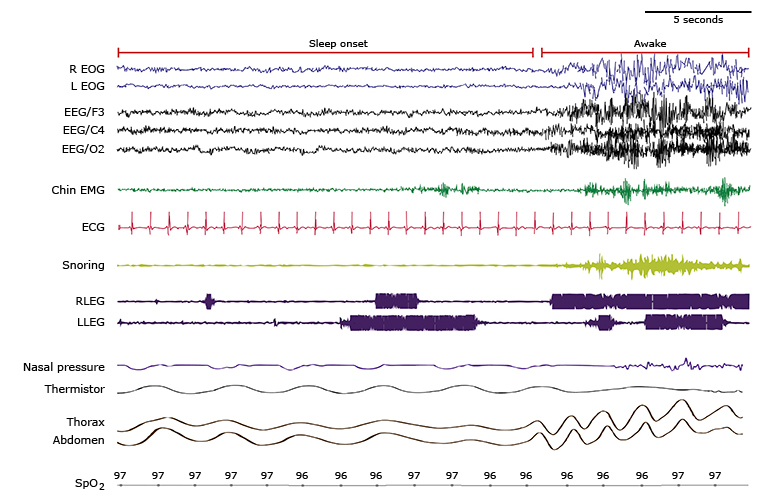 5 seconds
Sleep onset Awake
R EOG
L EOG
EEG/F3
EEG/C4
EEG/O2
Chin EMG
ECG
Snoring
RLEG
LLEG
Nasal pressure
Thermistor
Thorax
Abdomen
97 97 97 97 97 96 96 97 97 96 96 96 96 96 97 97
SpO2